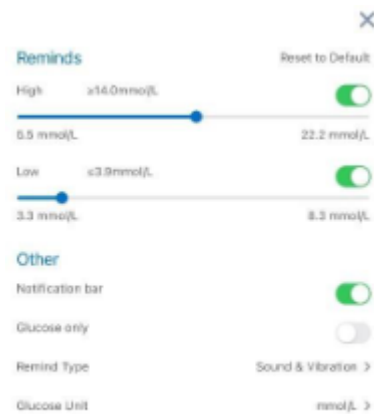 Reminds Reset to Default
High ≥14.0mmol/L
5.5 mmol/L 22.2 mmol/L
Low ≤3.9mmol/L
3.3 mmol/L 8.3 mmol/L
Other
Notification bar
Glucose only
Remind Type Sound & Vibration >
Glucose Unit mmol/L >